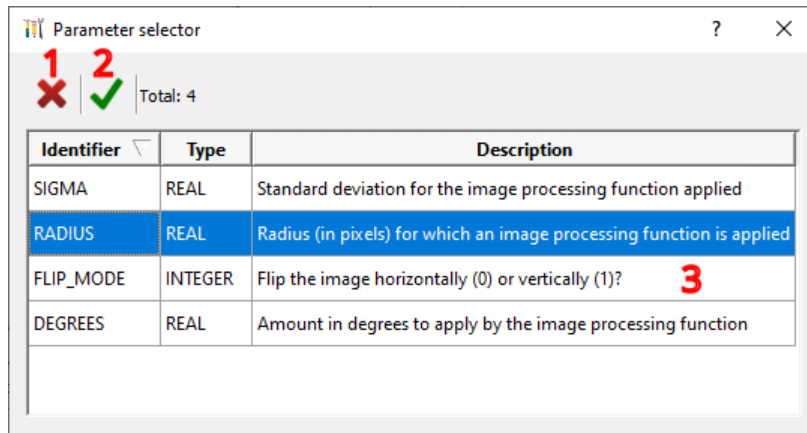 Parameter selector
?
1
2
Total: 4
Identifier Type Description
SIGMA REAL Standard deviation for the image processing function applied
RADIUS REAL Radius (in pixels) for which an image processing function is applied
FLIP_MODE INTEGER Flip the image horizontally (0) or vertically (1)? 3
DEGREES REAL Amount in degrees to apply by the image processing function